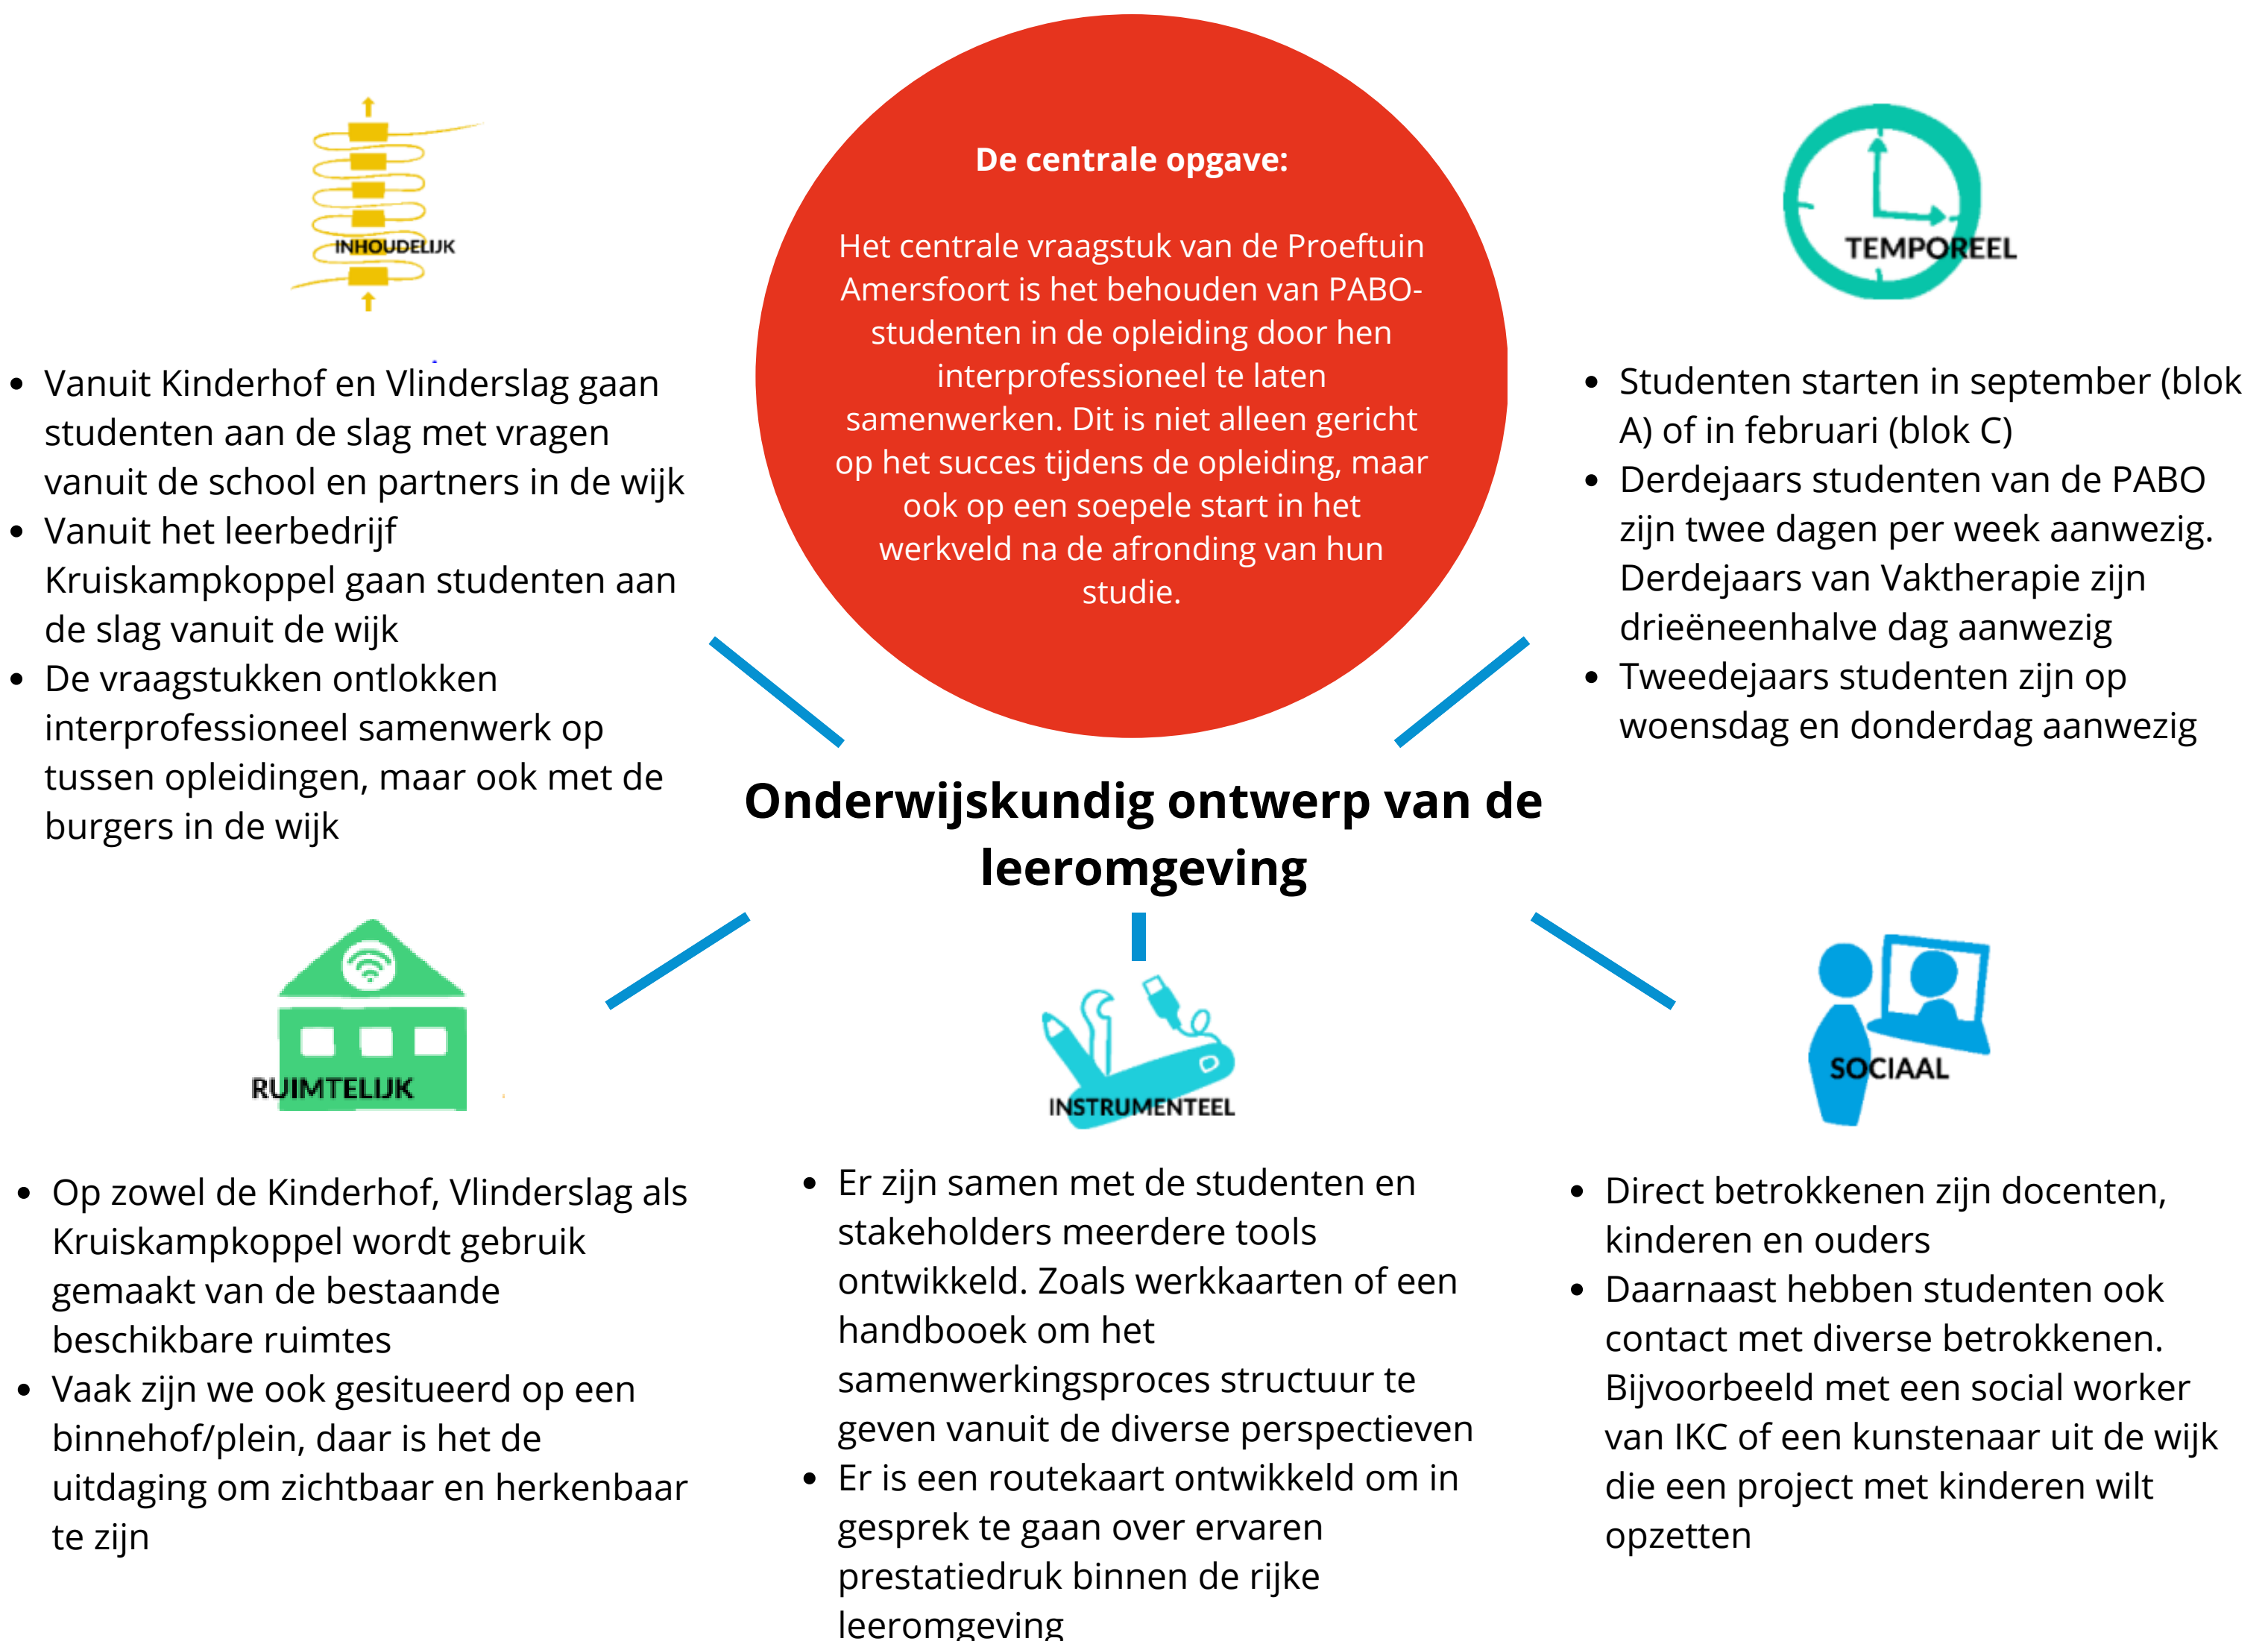 De centrale opgave:
Het centrale vraagstuk van de Proeftuin
Amersfoort is het behouden van PABO-
studenten in de opleiding door hen
interprofessioneel te laten
samenwerken. Dit is niet alleen gericht
op het succes tijdens de opleiding, maar
ook op een soepele start in het
werkveld na de afronding van hun
studie.
INHOUDELIJK
• Vanuit Kinderhof en Vlinderslag gaan
studenten aan de slag met vragen
vanuit de school en partners in de wijk
• Vanuit het leerbedrijf
Kruiskampkoppel gaan studenten aan
de slag vanuit de wijk
• De vraagstukken ontlokken
interprofessioneel samenwerk op
tussen opleidingen, maar ook met de
burgers in de wijk
TEMPOREEL
• Studenten starten in september (blok
A) of in februari (blok C)
• Derdejaars studenten van de PABO
zijn twee dagen per week aanwezig.
Derdejaars van Vaktherapie zijn
drieëneenhalve dag aanwezig
• Tweedejaars studenten zijn op
woensdag en donderdag aanwezig
Onderwijskundig ontwerp van de
leeromgeving
RUIMTELIJK
• Op zowel de Kinderhof, Vlinderslag als
Kruiskampkoppel wordt gebruik
gemaakt van de bestaande
beschikbare ruimtes
• Vaak zijn we ook gesitueerd op een
binnehof/plein, daar is het de
uitdaging om zichtbaar en herkenbaar
te zijn
INSTRUMENTEEL
• Er zijn samen met de studenten en
stakeholders meerdere tools
ontwikkeld. Zoals werkkaarten of een
handbooek om het
samenwerkingsproces structuur te
geven vanuit de diverse perspectieven
• Er is een routekaart ontwikkeld om in
gesprek te gaan over ervaren
prestatiedruk binnen de rijke
leeromgeving
SOCIAAL
• Direct betrokkenen zijn docenten,
kinderen en ouders
• Daarnaast hebben studenten ook
contact met diverse betrokkenen.
Bijvoorbeeld met een social worker
van IKC of een kunstenaar uit de wijk
die een project met kinderen wilt
opzetten